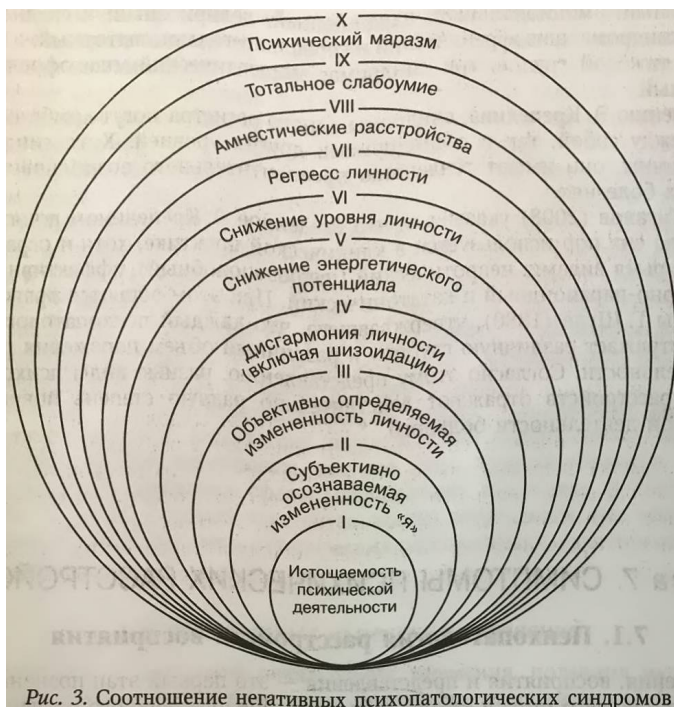 X
Психический маразм
IX
Тотальное слабоумие
VIII
Амнестические расстройства
VII
Регресс личности
VI
Снижение уровня личности
V
Снижение энергетического
потенциала
IV
Дисгармония личности
(включая шизоидацию)
III
Объективно определяемая
измененность личности
II
Субъективно
осознаваемая
измененность "я"
I
Истощаемость
психической
деятельности
7.1.
Рис. 3. Соотношение негативных психопатологических синдромов